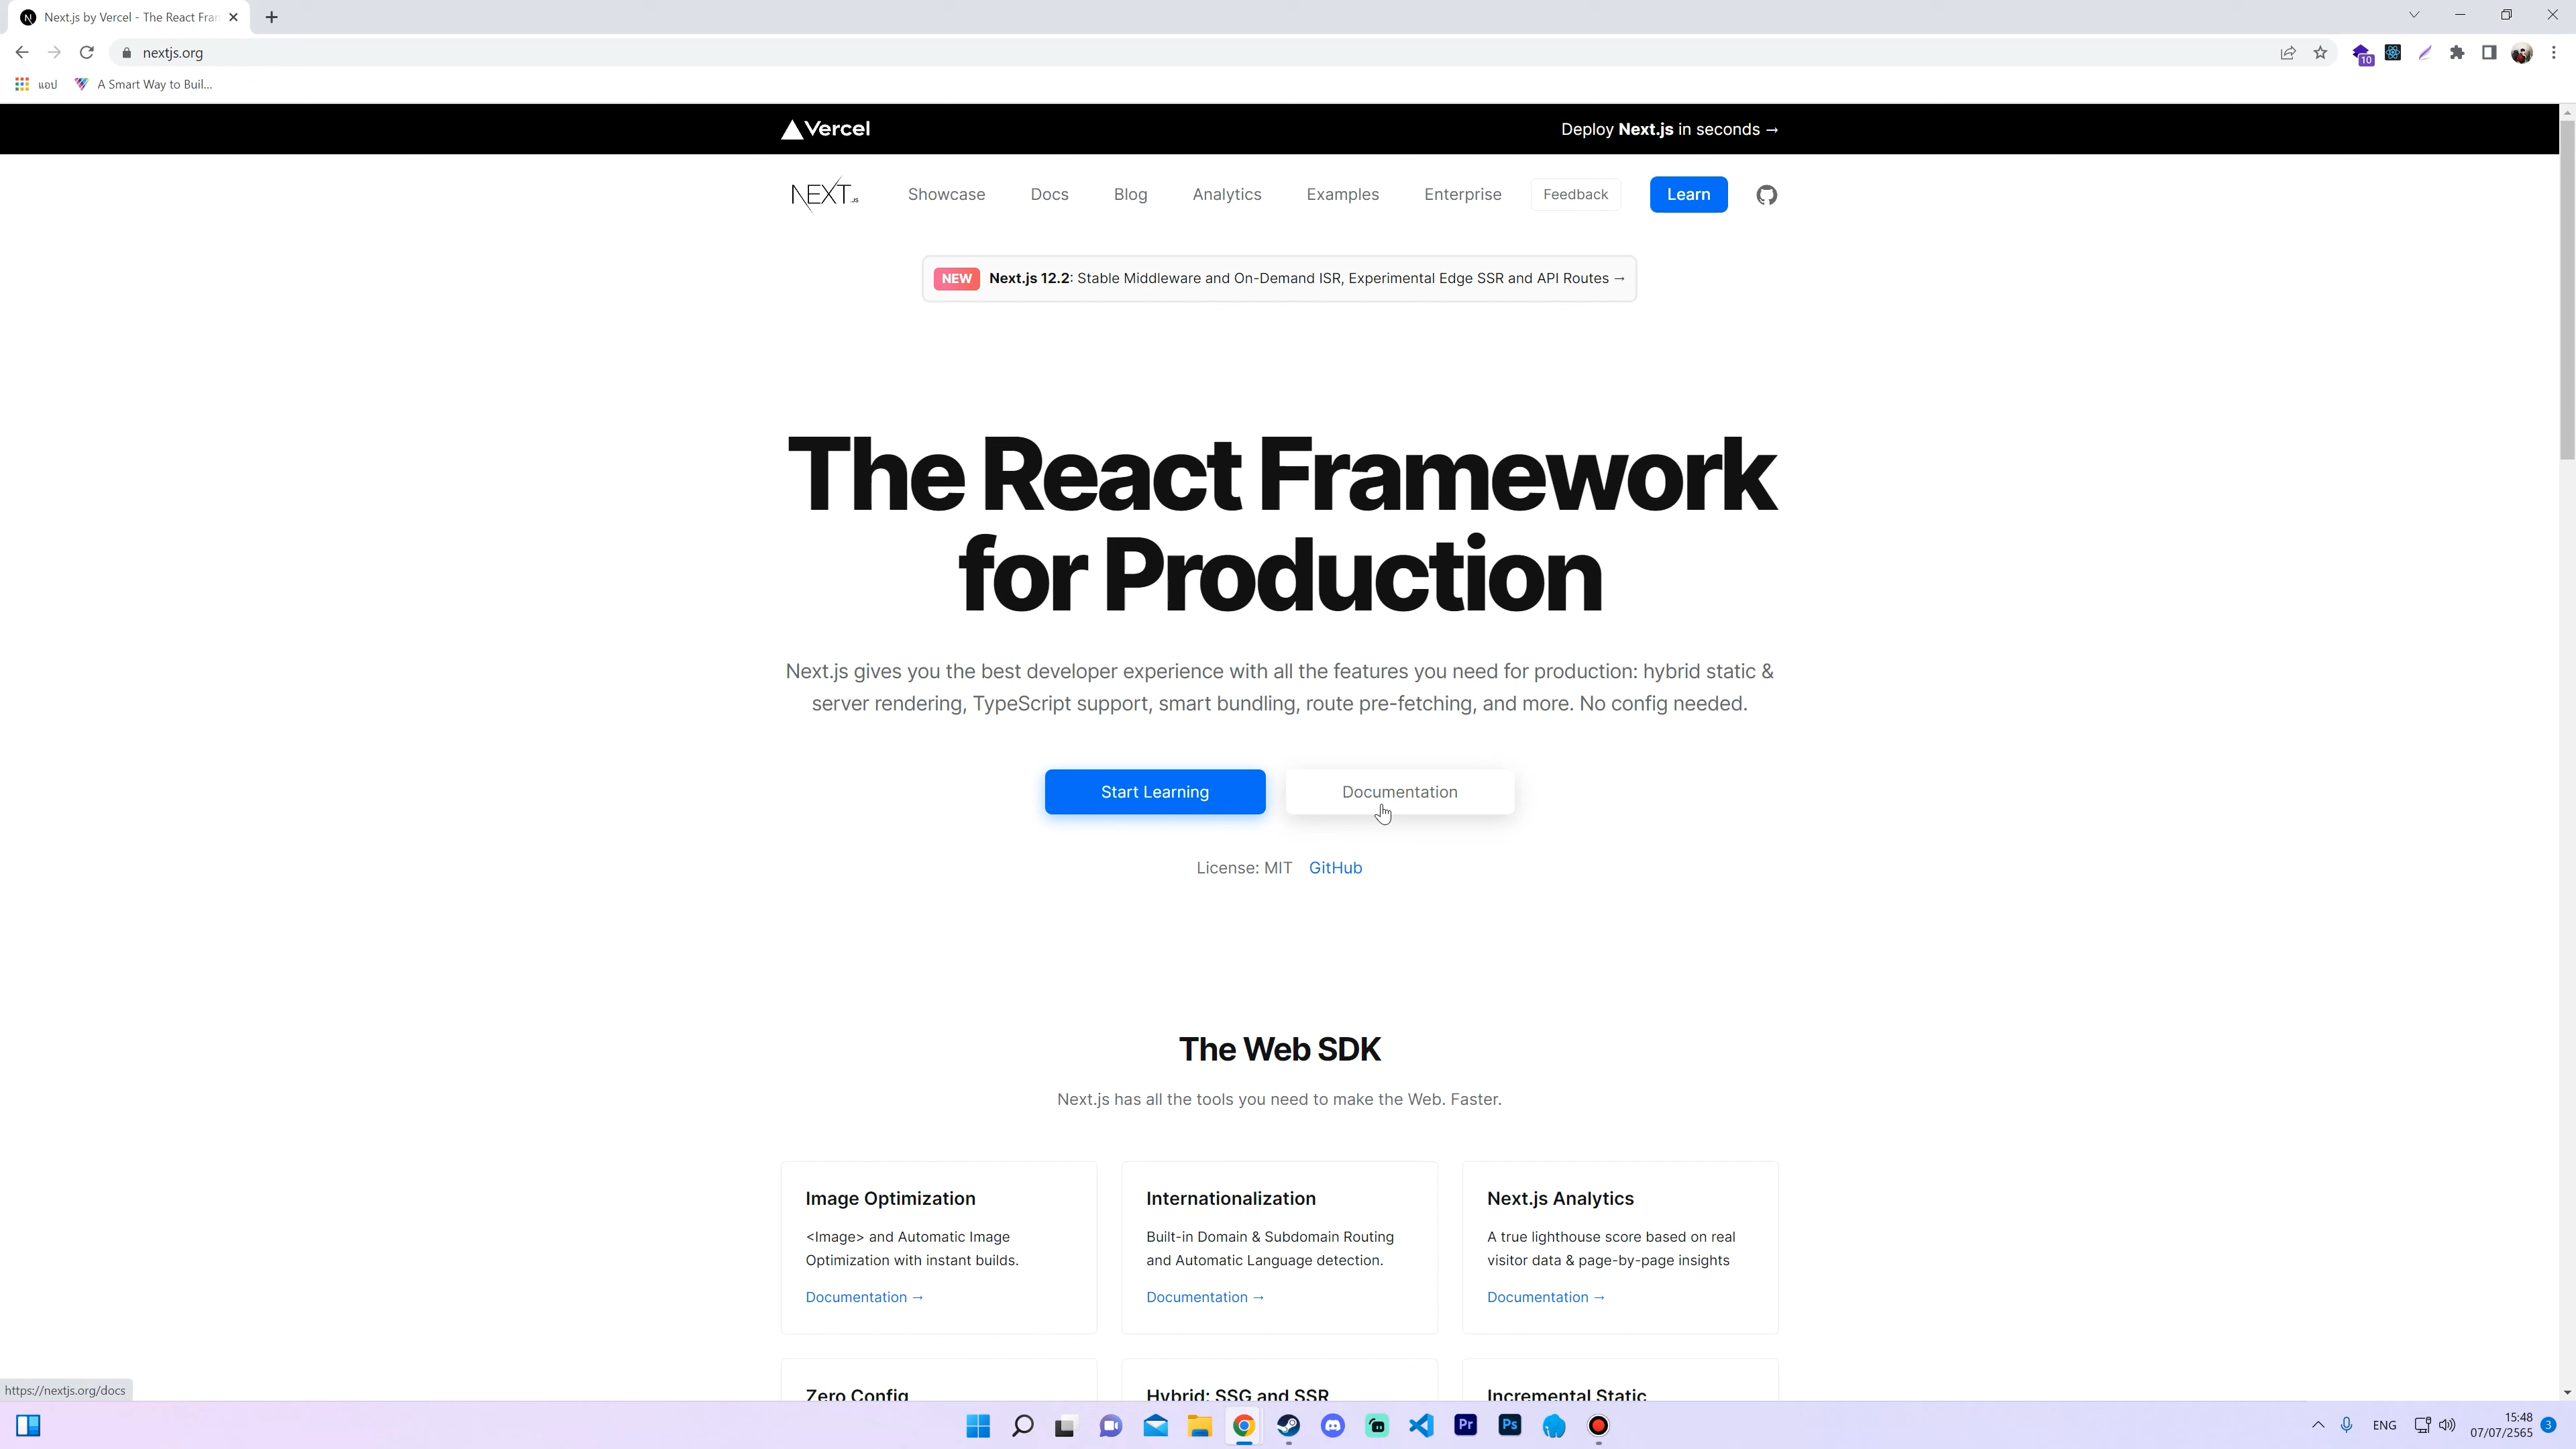 Next.js by Vercel - The React Fran
nextjs.org
10
แอป
A Smart Way to Buil...
Vercel
Deploy Next.js in seconds →
NEXT.JS
Showcase
Docs
Blog
Analytics
Examples
Enterprise
Feedback
Learn
NEW Next.js 12.2: Stable Middleware and On-Demand ISR, Experimental Edge SSR and API Routes →
The React Framework
for Production
Next.js gives you the best developer experience with all the features you need for production: hybrid static &
server rendering, TypeScript support, smart bundling, route pre-fetching, and more. No config needed.
Start Learning
Documentation
License: MIT GitHub
The Web SDK
Next.js has all the tools you need to make the Web. Faster.
Image Optimization
<Image> and Automatic Image
Optimization with instant builds.
Documentation →
Internationalization
Built-in Domain & Subdomain Routing
and Automatic Language detection.
Documentation →
Next.js Analytics
A true lighthouse score based on real
visitor data & page-by-page insights
Documentation →
Zero Config
Hybrid: SSG and SSR
Incremental Static
https://nextjs.org/docs
Pr
Ps
ENG
15:48
07/07/2565
3